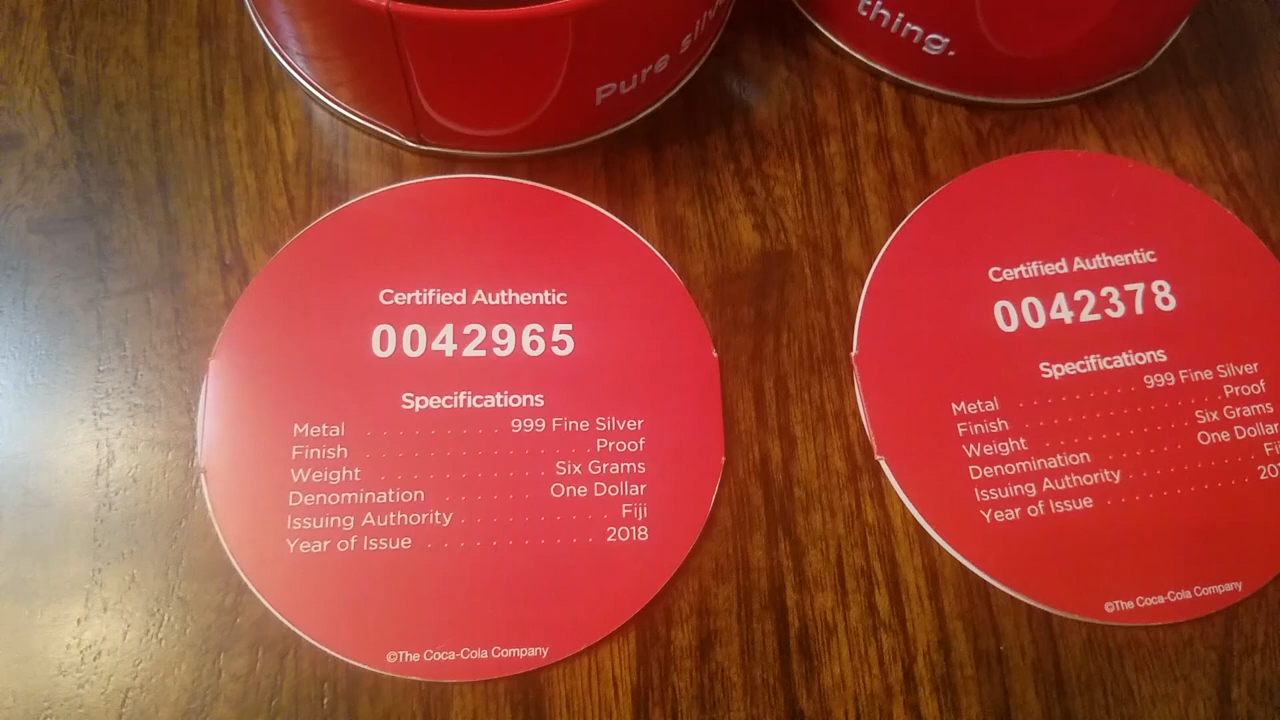 Pure
thing.
Certified Authentic
0042965
Specifications
Metal . . . . . . . . . . 999 Fine Silver
Finish . . . . . . . . . . . . . . . . . Proof
Weight . . . . . . . . . . . . . . Six Grams
Denomination . . . . . . . One Dollar
Issuing Authority . . . . . . . . . . . Fiji
Year of Issue . . . . . . . . . . . 2018
©The Coca-Cola Company
Certified Authentic
0042378
Specifications
Metal . . . . . . . . . . 999 Fine Silver
Finish . . . . . . . . . . . . . . . . . Proof
Weight . . . . . . . . . . . . . . Six Grams
Denomination . . . . . . . One Dollar
Issuing Authority . . . . . . . . . . .
Year of Issue . . . . . . . . . . .
©The Coca-Cola Company